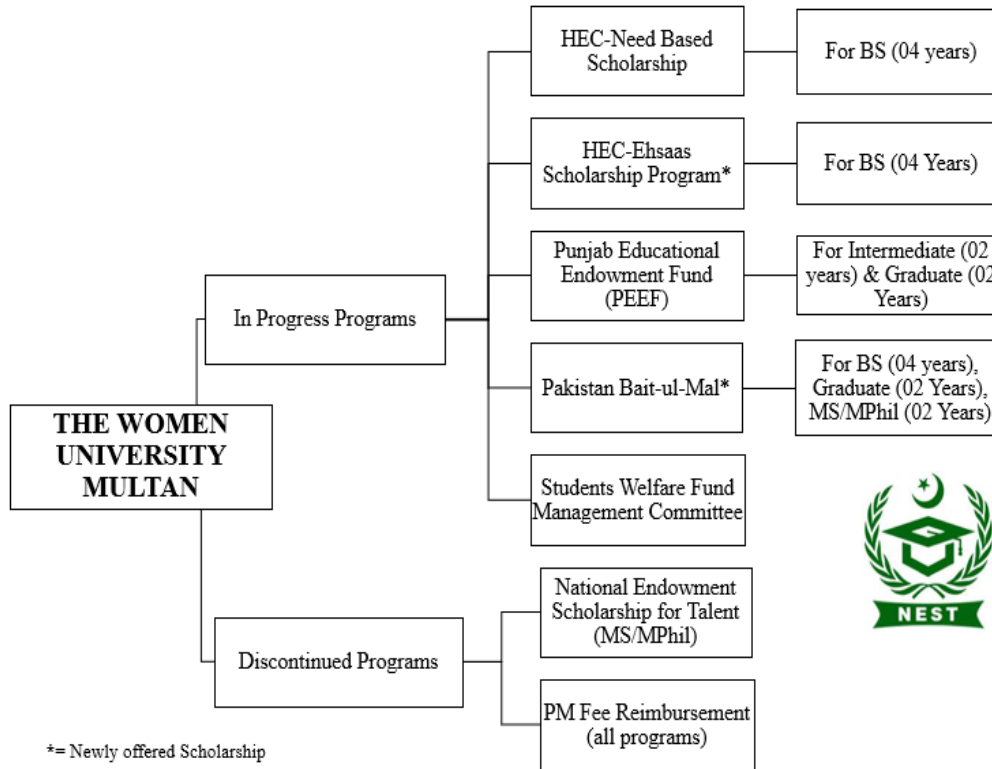 THE WOMEN
UNIVERSITY
MULTAN
In Progress Programs
HEC-Need Based
Scholarship
For BS (04 years)
HEC-Ehsaas
Scholarship Program*
For BS (04 Years)
Punjab Educational
Endowment Fund
(PEEF)
For Intermediate (02
years) & Graduate (02
Years)
Pakistan Bait-ul-Mal*
For BS (04 years),
Graduate (02 Years),
MS/MPhil (02 Years)
Students Welfare Fund
Management Committee
Discontinued Programs
National Endowment
Scholarship for Talent
(MS/MPhil)
PM Fee Reimbursement
(all programs)
NEST
*= Newly offered Scholarship